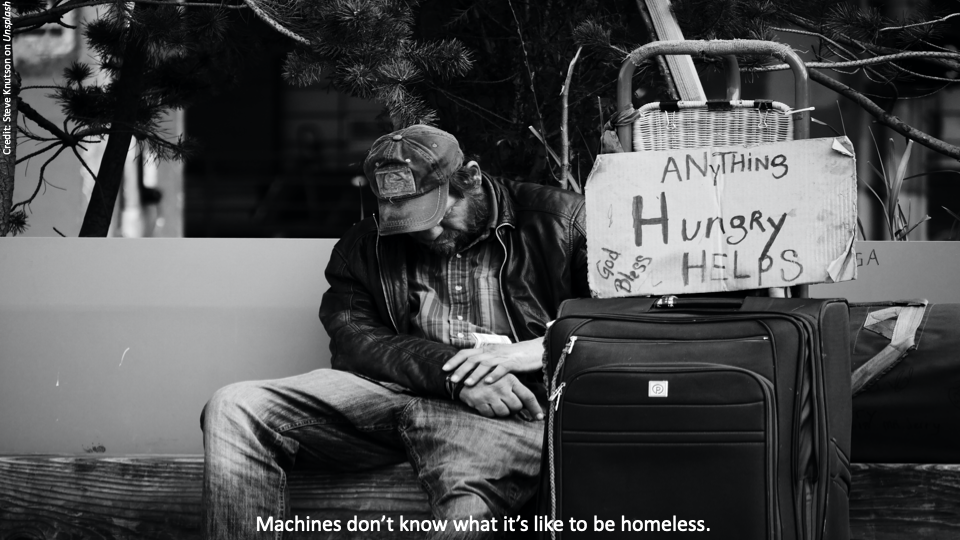 Credit: Steve Knutson on Unsplash
ANyTHING
Hungry
HELPS
God
Bless
GA
Machines don't know what it's like to be homeless.